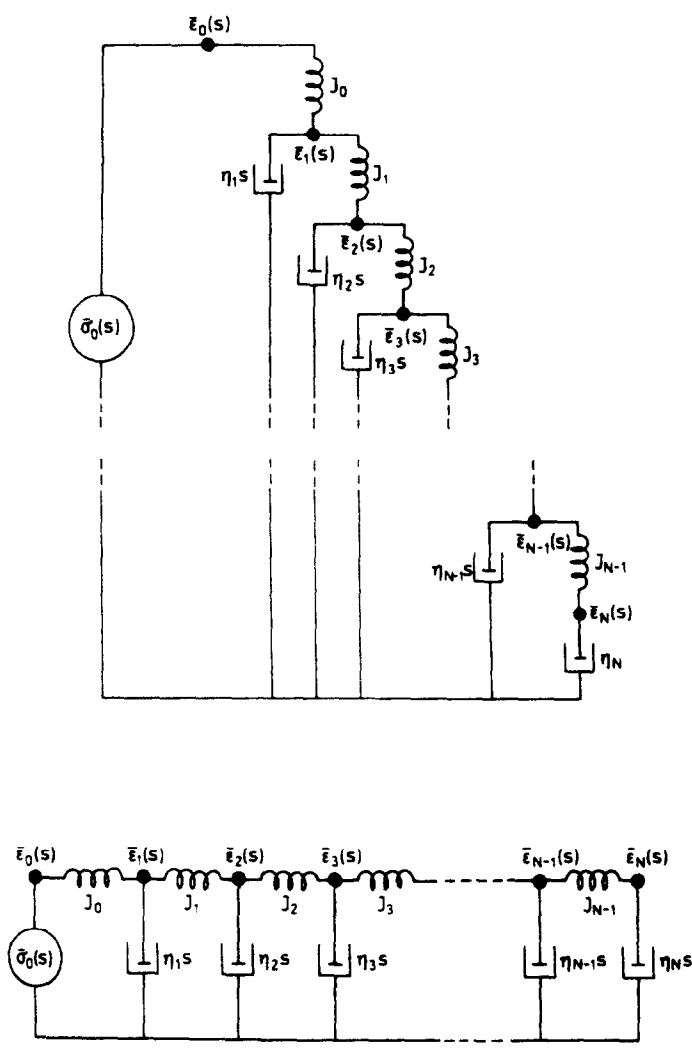 ε̄₀(s)
J₀
ε̄₁(s)
η₁s
J₁
ε̄₂(s)
η₂s
J₂
σ̄₀(s)
ε̄₃(s)
η₃s
J₃
ε̄N-1(s)
ηN-1s
JN-1
ε̄N(s)
ηN
ε̄₀(s) ε̄₁(s) ε̄₂(s) ε̄₃(s) ε̄N-1(s) ε̄N(s)
J₀ J₁ J₂ J₃ JN-1
σ̄₀(s) η₁s η₂s η₃s ηN-1s ηNs